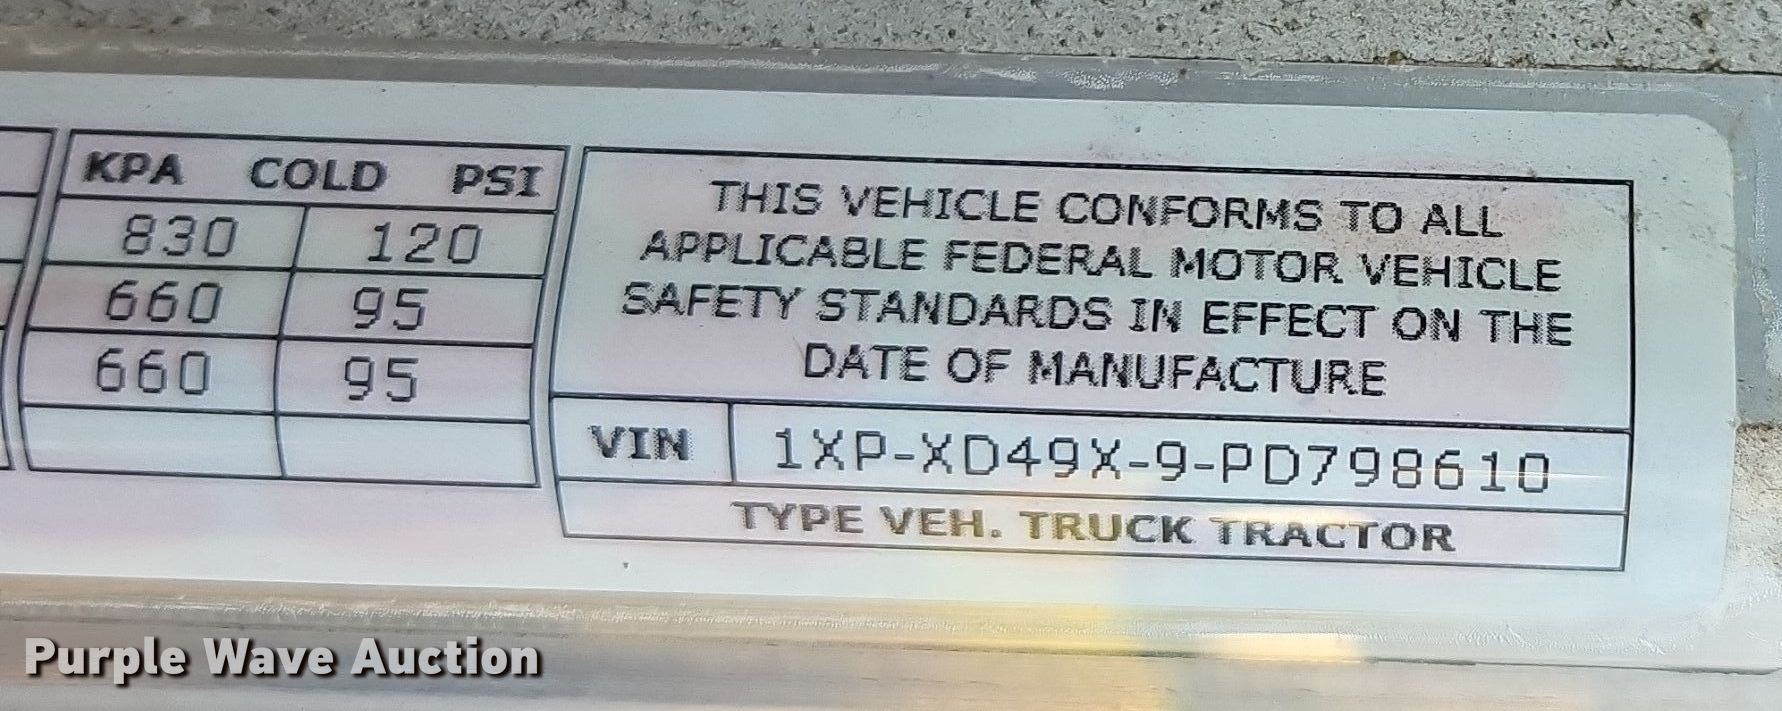 KPA COLD PSI
830 120
660 95
660 95
THIS VEHICLE CONFORMS TO ALL
APPLICABLE FEDERAL MOTOR VEHICLE
SAFETY STANDARDS IN EFFECT ON THE
DATE OF MANUFACTURE
VIN 1XP-XD49X-9-PD798610
TYPE VEH. TRUCK TRACTOR
Purple Wave Auction